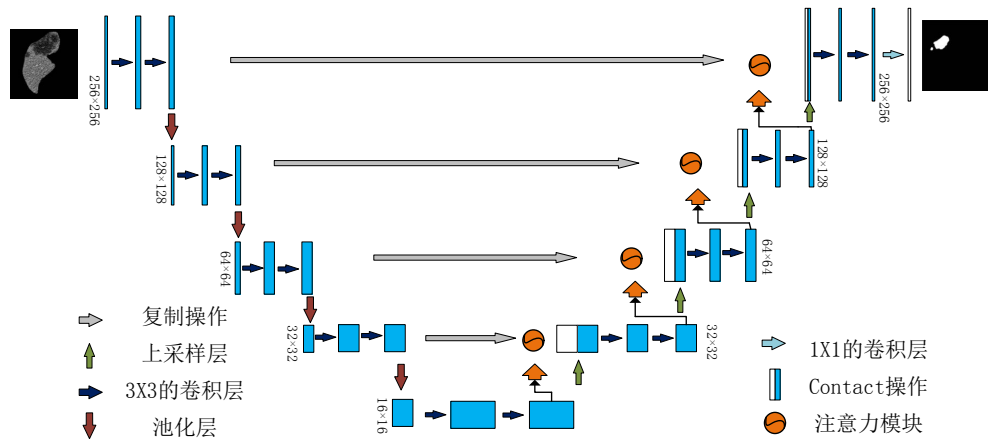 256×256
256×256
128×128
128×128
64×64
64×64
32×32
32×32
16×16
复制操作
上采样层
3X3的卷积层
池化层
1X1的卷积层
Contact操作
注意力模块